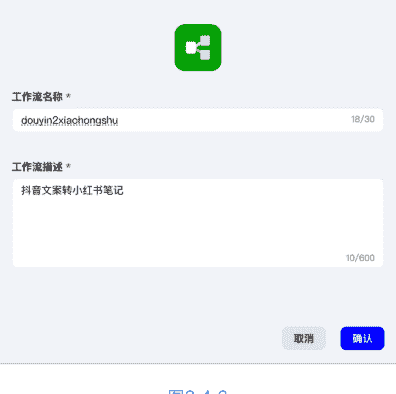 工作流名称 *
douyin2xiaohongshu 18/30
工作流描述 *
抖音文案转小红书笔记
10/600
取消 确认